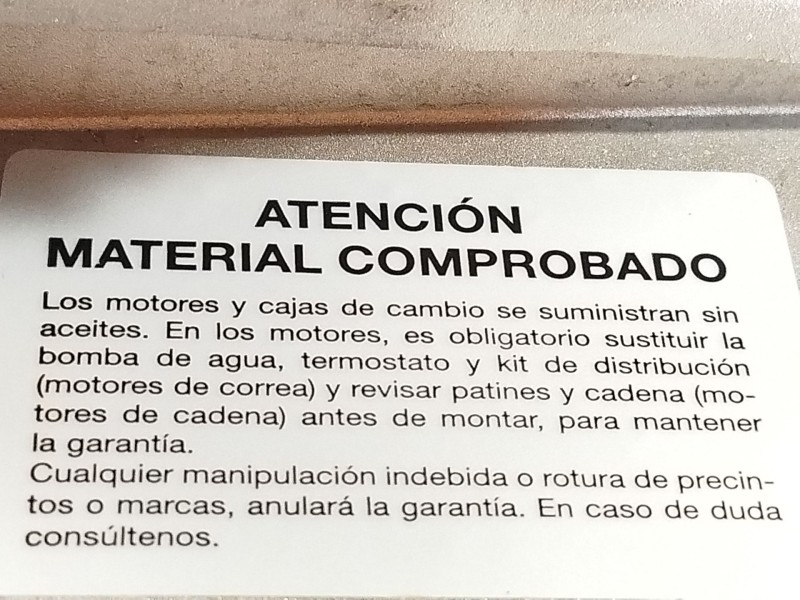 ATENCIÓN
MATERIAL COMPROBADO
Los motores y cajas de cambio se suministran sin
aceites. En los motores, es obligatorio sustituir la
bomba de agua, termostato y kit de distribución
(motores de correa) y revisar patines y cadena (mo-
tores de cadena) antes de montar, para mantener
la garantía.
Cualquier manipulación indebida o rotura de precin-
tos o marcas, anulará la garantía. En caso de duda
consúltenos.